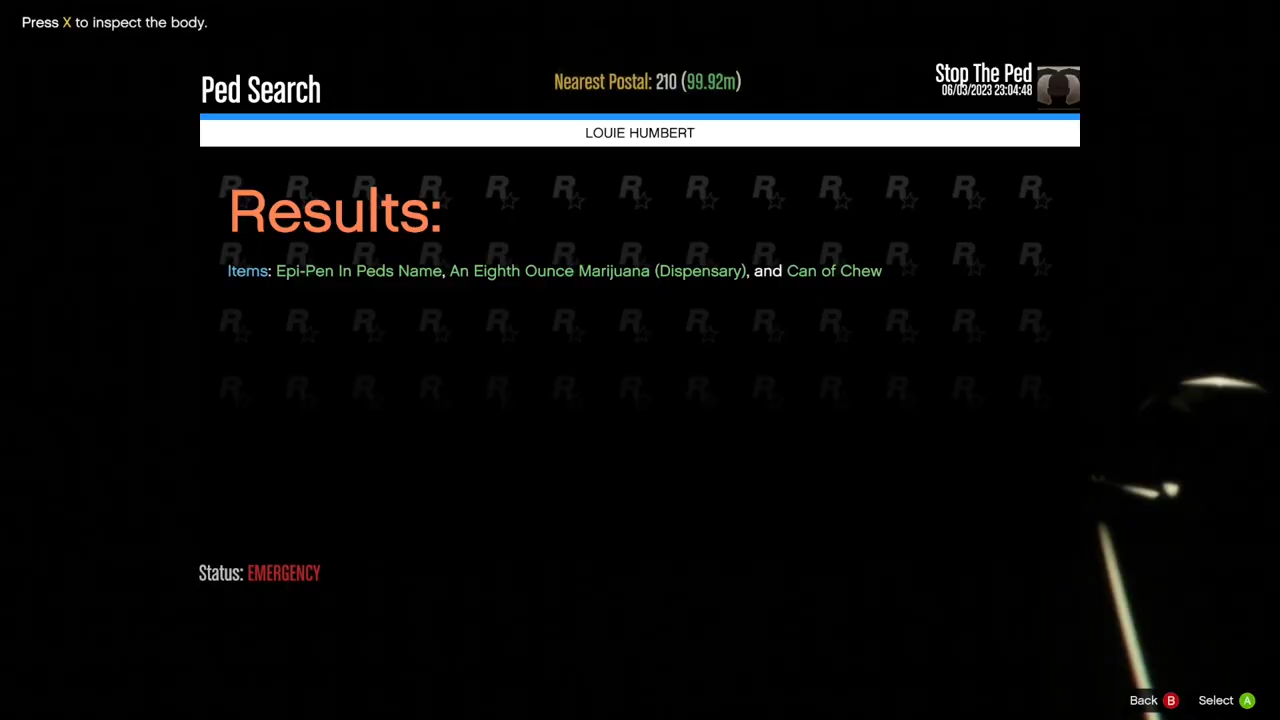 Press X to inspect the body.
Ped Search
Nearest Postal: 210 (99.92m)
Stop The Ped
06/03/2023 23:04:48
LOUIE HUMBERT
Results:
Items: Epi-Pen In Peds Name, An Eighth Ounce Marijuana (Dispensary), and Can of Chew
Status: EMERGENCY
Back B Select A